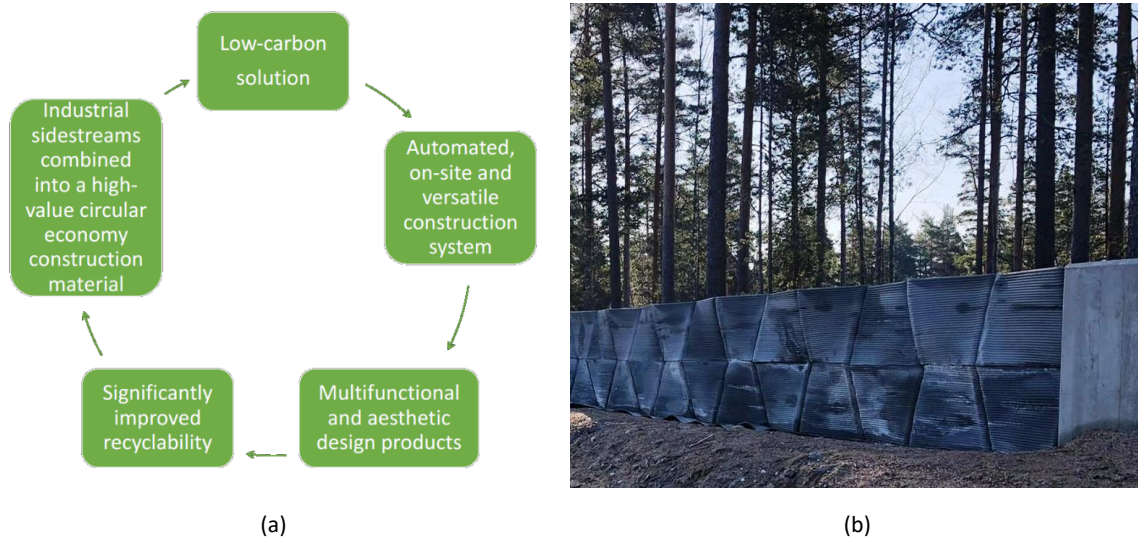 Low-carbon
solution
Industrial
sidestreams
combined
into a high-
value circular
economy
construction
material
Automated,
on-site and
versatile
construction
system
Significantly
improved
recyclability
Multifunctional
and aesthetic
design products
(a)
(b)